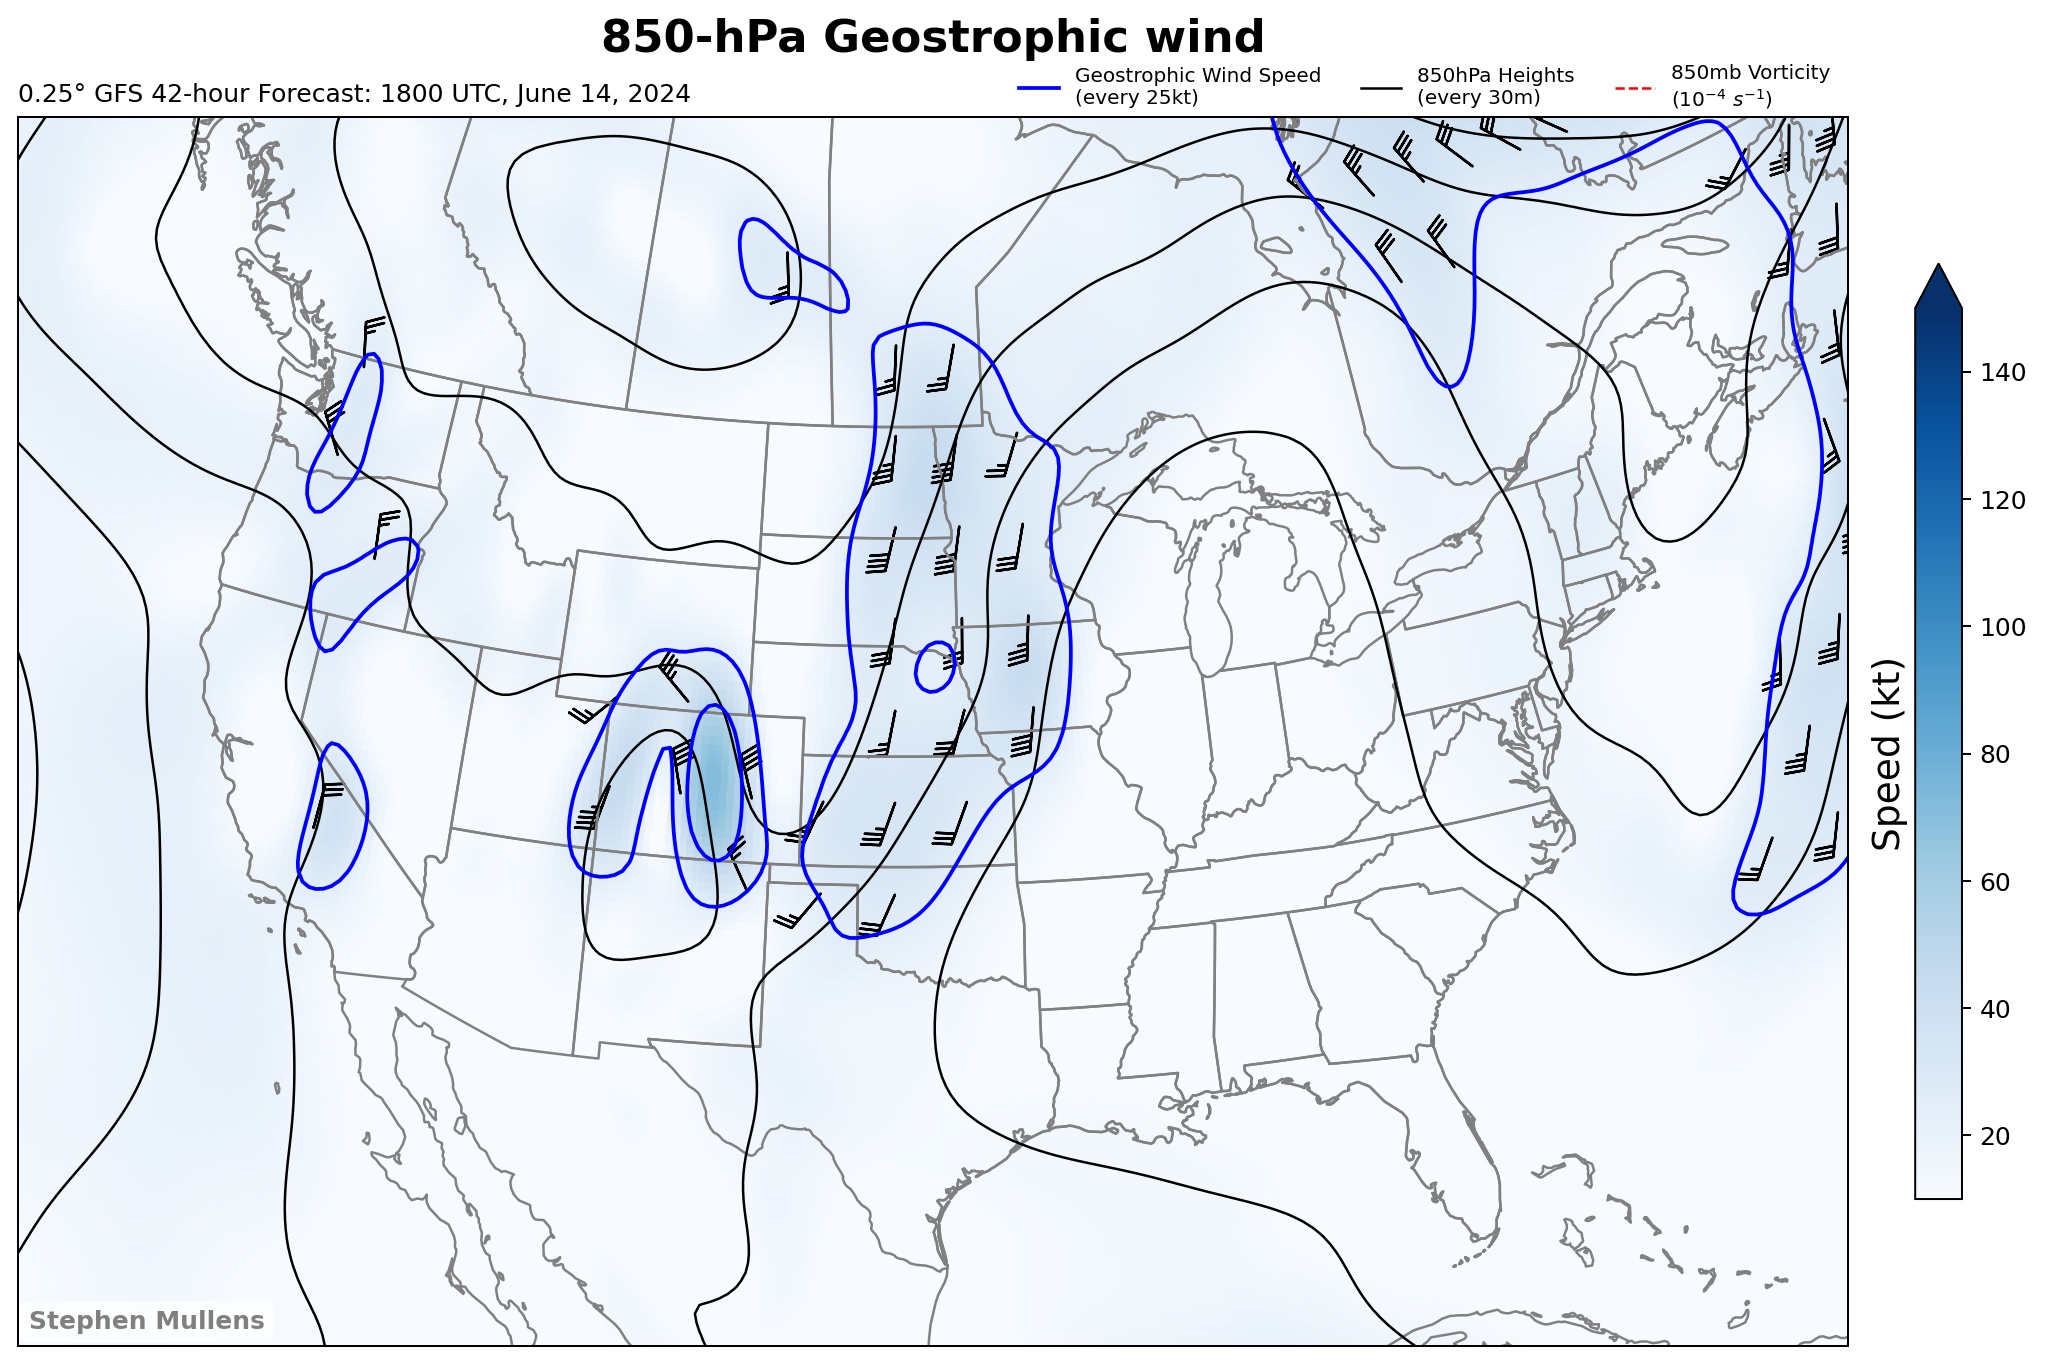 850-hPa Geostrophic wind
0.25° GFS 42-hour Forecast: 1800 UTC, June 14, 2024
Geostrophic Wind Speed
(every 25kt)
850hPa Heights
(every 30m)
850mb Vorticity
(10⁻⁴ s⁻¹)
140
120
100
80
60
40
20
Speed (kt)
Stephen Mullens